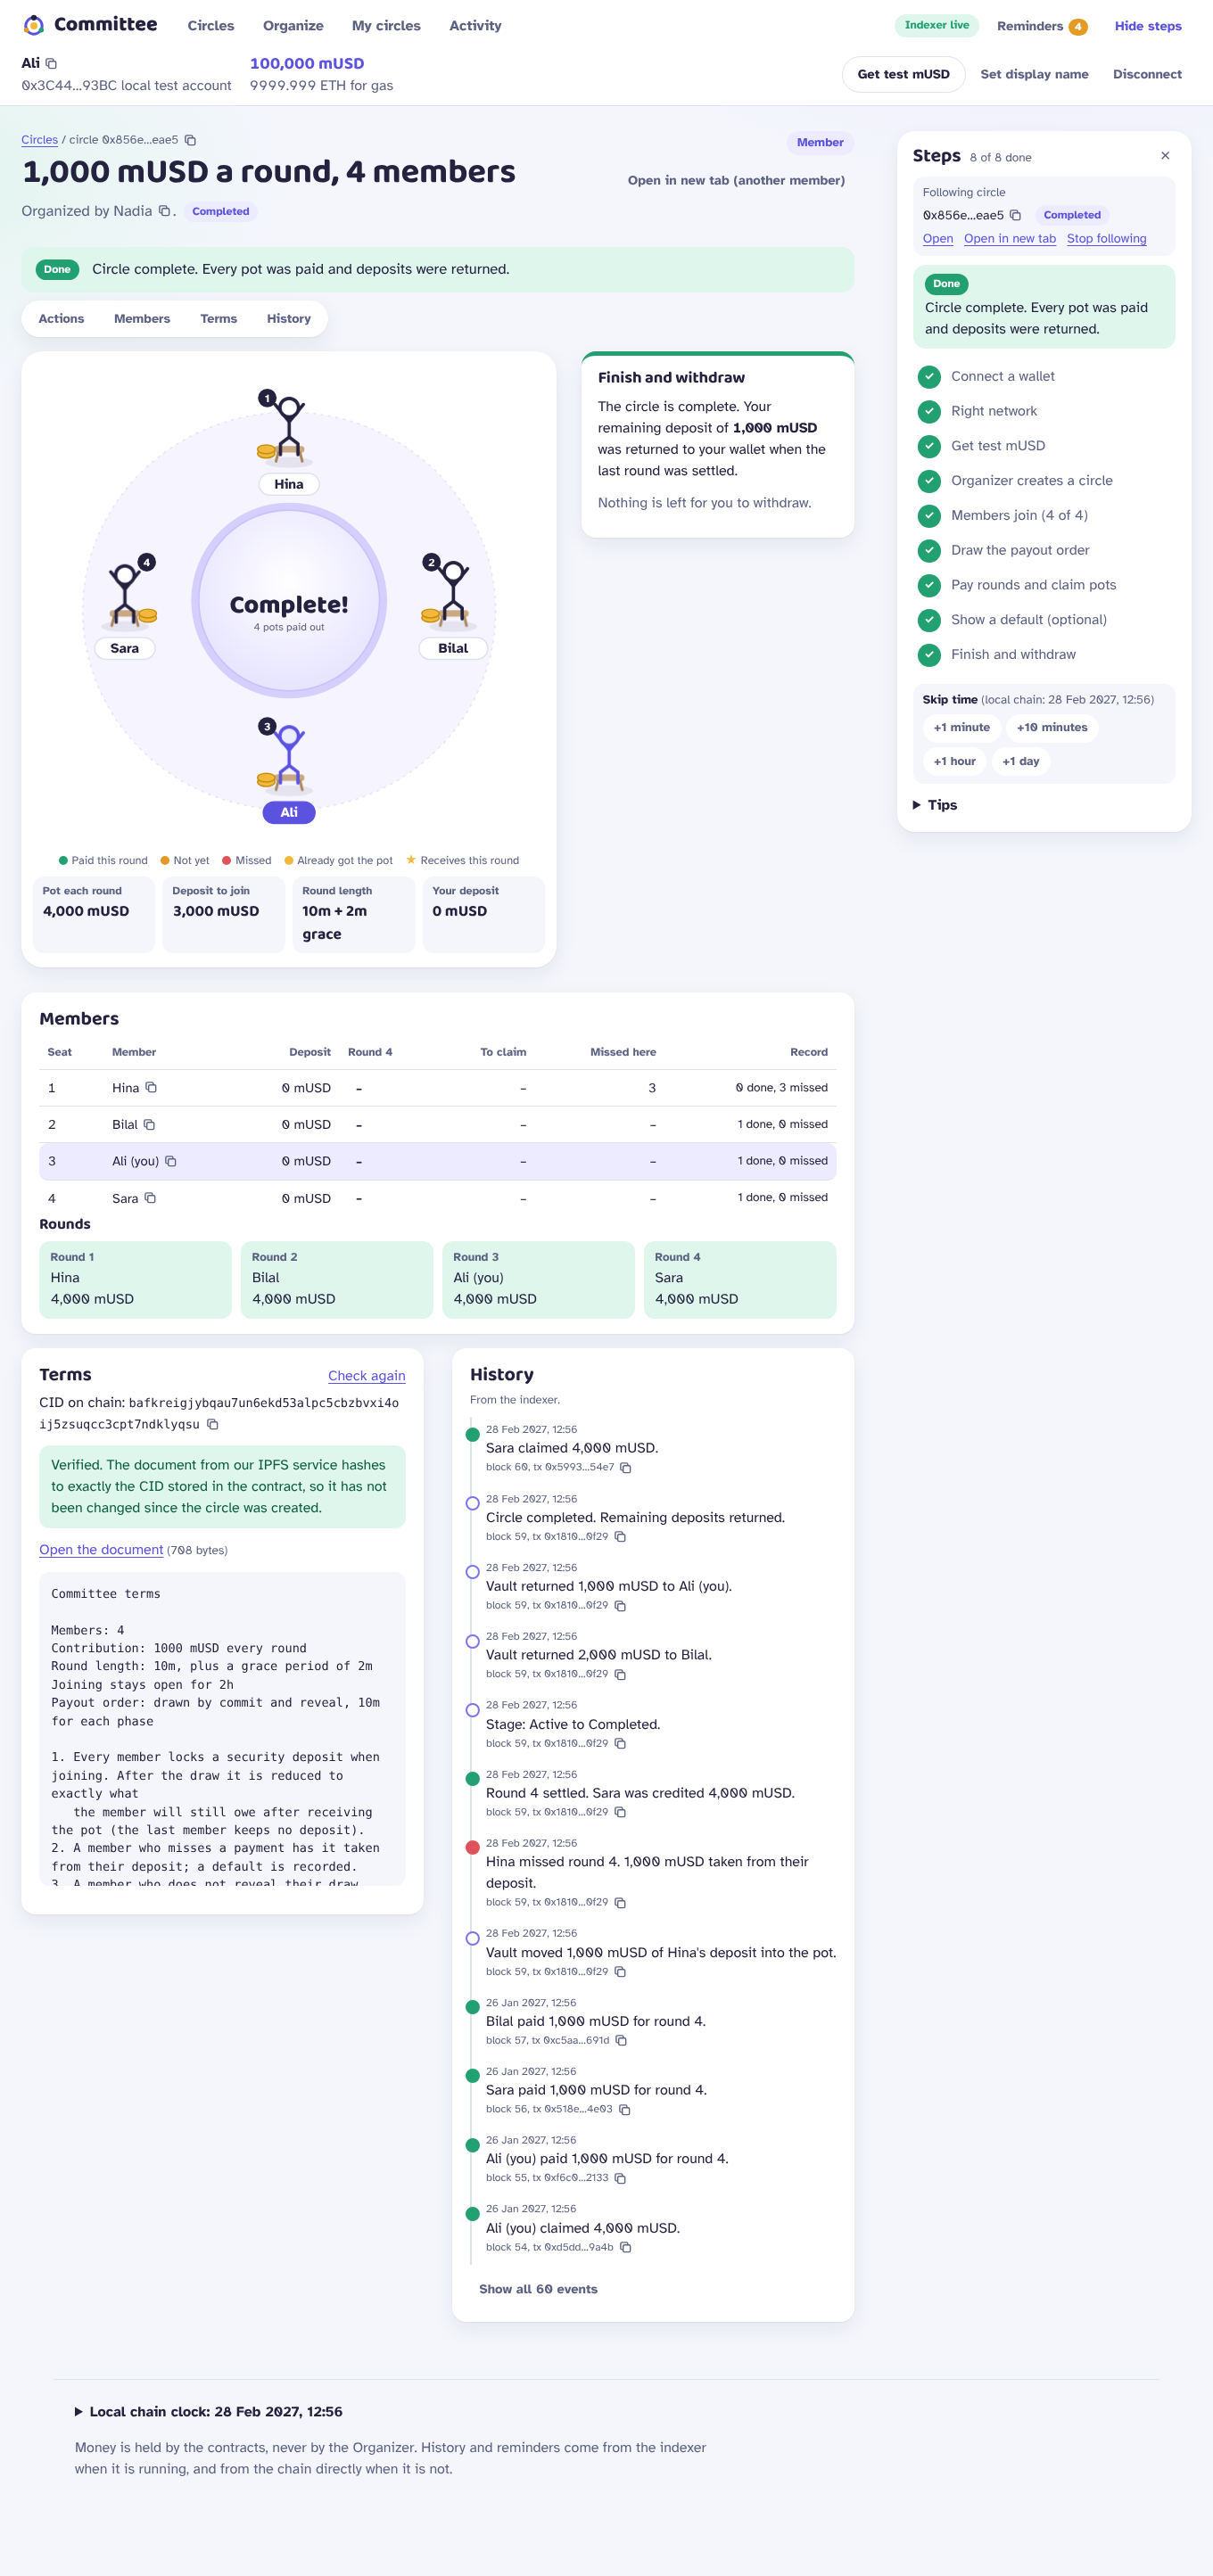 Committee
Circles
Organize
My circles
Activity
Indexer live
Reminders 4
Hide steps
Ali
0x3C44...93BC local test account
100,000 mUSD
9999.999 ETH for gas
Get test mUSD
Set display name
Disconnect
Circles / circle 0x856e...eae5
Member
1,000 mUSD a round, 4 members
Open in new tab (another member)
Organized by Nadia . Completed
Done Circle complete. Every pot was paid and deposits were returned.
Actions
Members
Terms
History
1
Hina
4
Sara
2
Bilal
Complete!
4 pots paid out
3
Ali
Paid this round
Not yet
Missed
Already got the pot
Receives this round
Pot each round
4,000 mUSD
Deposit to join
3,000 mUSD
Round length
10m + 2m
grace
Your deposit
0 mUSD
Finish and withdraw
The circle is complete. Your
remaining deposit of 1,000 mUSD
was returned to your wallet when the
last round was settled.
Nothing is left for you to withdraw.
Steps 8 of 8 done ×
Following circle
0x856e...eae5 Completed
Open Open in new tab Stop following
Done
Circle complete. Every pot was paid
and deposits were returned.
Connect a wallet
Right network
Get test mUSD
Organizer creates a circle
Members join (4 of 4)
Draw the payout order
Pay rounds and claim pots
Show a default (optional)
Finish and withdraw
Skip time (local chain: 28 Feb 2027, 12:56)
+1 minute
+10 minutes
+1 hour
+1 day
Tips
Members
Seat Member Deposit Round 4 To claim Missed here Record
1 Hina 0 mUSD – – 3 0 done, 3 missed
2 Bilal 0 mUSD – – – 1 done, 0 missed
3 Ali (you) 0 mUSD – – – 1 done, 0 missed
4 Sara 0 mUSD – – – 1 done, 0 missed
Rounds
Round 1
Hina
4,000 mUSD
Round 2
Bilal
4,000 mUSD
Round 3
Ali (you)
4,000 mUSD
Round 4
Sara
4,000 mUSD
Terms
Check again
CID on chain: bafkreigjybqau7un6ekd53alpc5cbzbvxi4o
ij5zsuqcc3cpt7ndklyqsu
Verified. The document from our IPFS service hashes
to exactly the CID stored in the contract, so it has not
been changed since the circle was created.
Open the document (708 bytes)
Committee terms
Members: 4
Contribution: 1000 mUSD every round
Round length: 10m, plus a grace period of 2m
Joining stays open for 2h
Payout order: drawn by commit and reveal, 10m
for each phase
1. Every member locks a security deposit when
joining. After the draw it is reduced to
exactly what
the member will still owe after receiving
the pot (the last member keeps no deposit).
2. A member who misses a payment has it taken
from their deposit; a default is recorded.
3. A member who does not reveal their draw
History
From the indexer.
28 Feb 2027, 12:56
Sara claimed 4,000 mUSD.
block 60, tx 0x5993...54e7
28 Feb 2027, 12:56
Circle completed. Remaining deposits returned.
block 59, tx 0x1810...0f29
28 Feb 2027, 12:56
Vault returned 1,000 mUSD to Ali (you).
block 59, tx 0x1810...0f29
28 Feb 2027, 12:56
Vault returned 2,000 mUSD to Bilal.
block 59, tx 0x1810...0f29
28 Feb 2027, 12:56
Stage: Active to Completed.
block 59, tx 0x1810...0f29
28 Feb 2027, 12:56
Round 4 settled. Sara was credited 4,000 mUSD.
block 59, tx 0x1810...0f29
28 Feb 2027, 12:56
Hina missed round 4. 1,000 mUSD taken from their
deposit.
block 59, tx 0x1810...0f29
28 Feb 2027, 12:56
Vault moved 1,000 mUSD of Hina's deposit into the pot.
block 59, tx 0x1810...0f29
26 Jan 2027, 12:56
Bilal paid 1,000 mUSD for round 4.
block 57, tx 0xc5aa...691d
26 Jan 2027, 12:56
Sara paid 1,000 mUSD for round 4.
block 56, tx 0x518e...4e03
26 Jan 2027, 12:56
Ali (you) paid 1,000 mUSD for round 4.
block 55, tx 0xf6c0...2133
26 Jan 2027, 12:56
Ali (you) claimed 4,000 mUSD.
block 54, tx 0xd5dd...9a4b
Show all 60 events
Local chain clock: 28 Feb 2027, 12:56
Money is held by the contracts, never by the Organizer. History and reminders come from the indexer
when it is running, and from the chain directly when it is not.